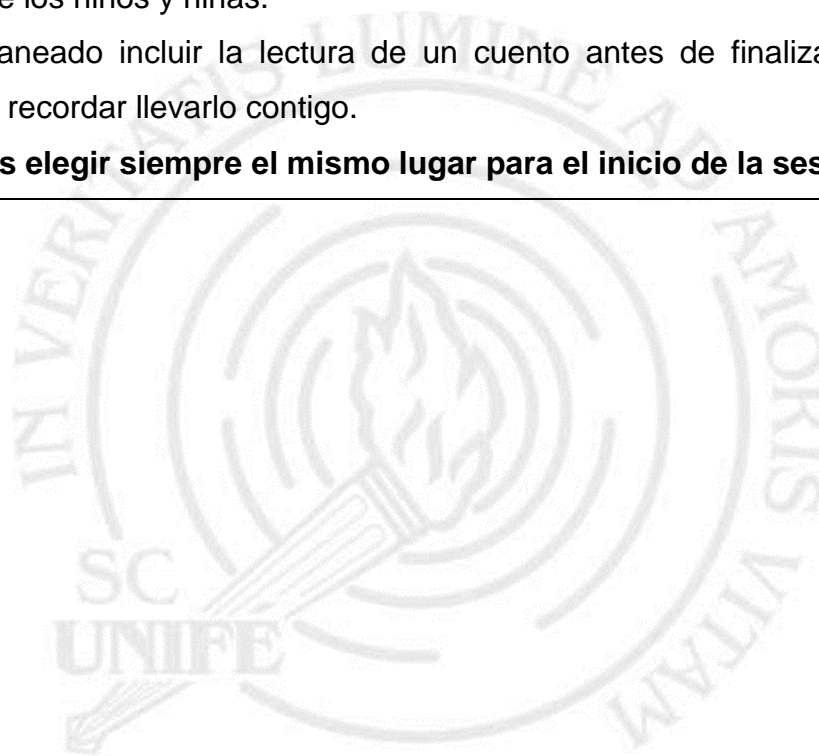 e los niños y niñas.
aneado incluir la lectura de un cuento antes de finaliza
recordar llevarlo contigo.
s elegir siempre el mismo lugar para el inicio de la ses
IN VERITATIS LUMINE AD AMORIS VITAM
SC
UNIFE